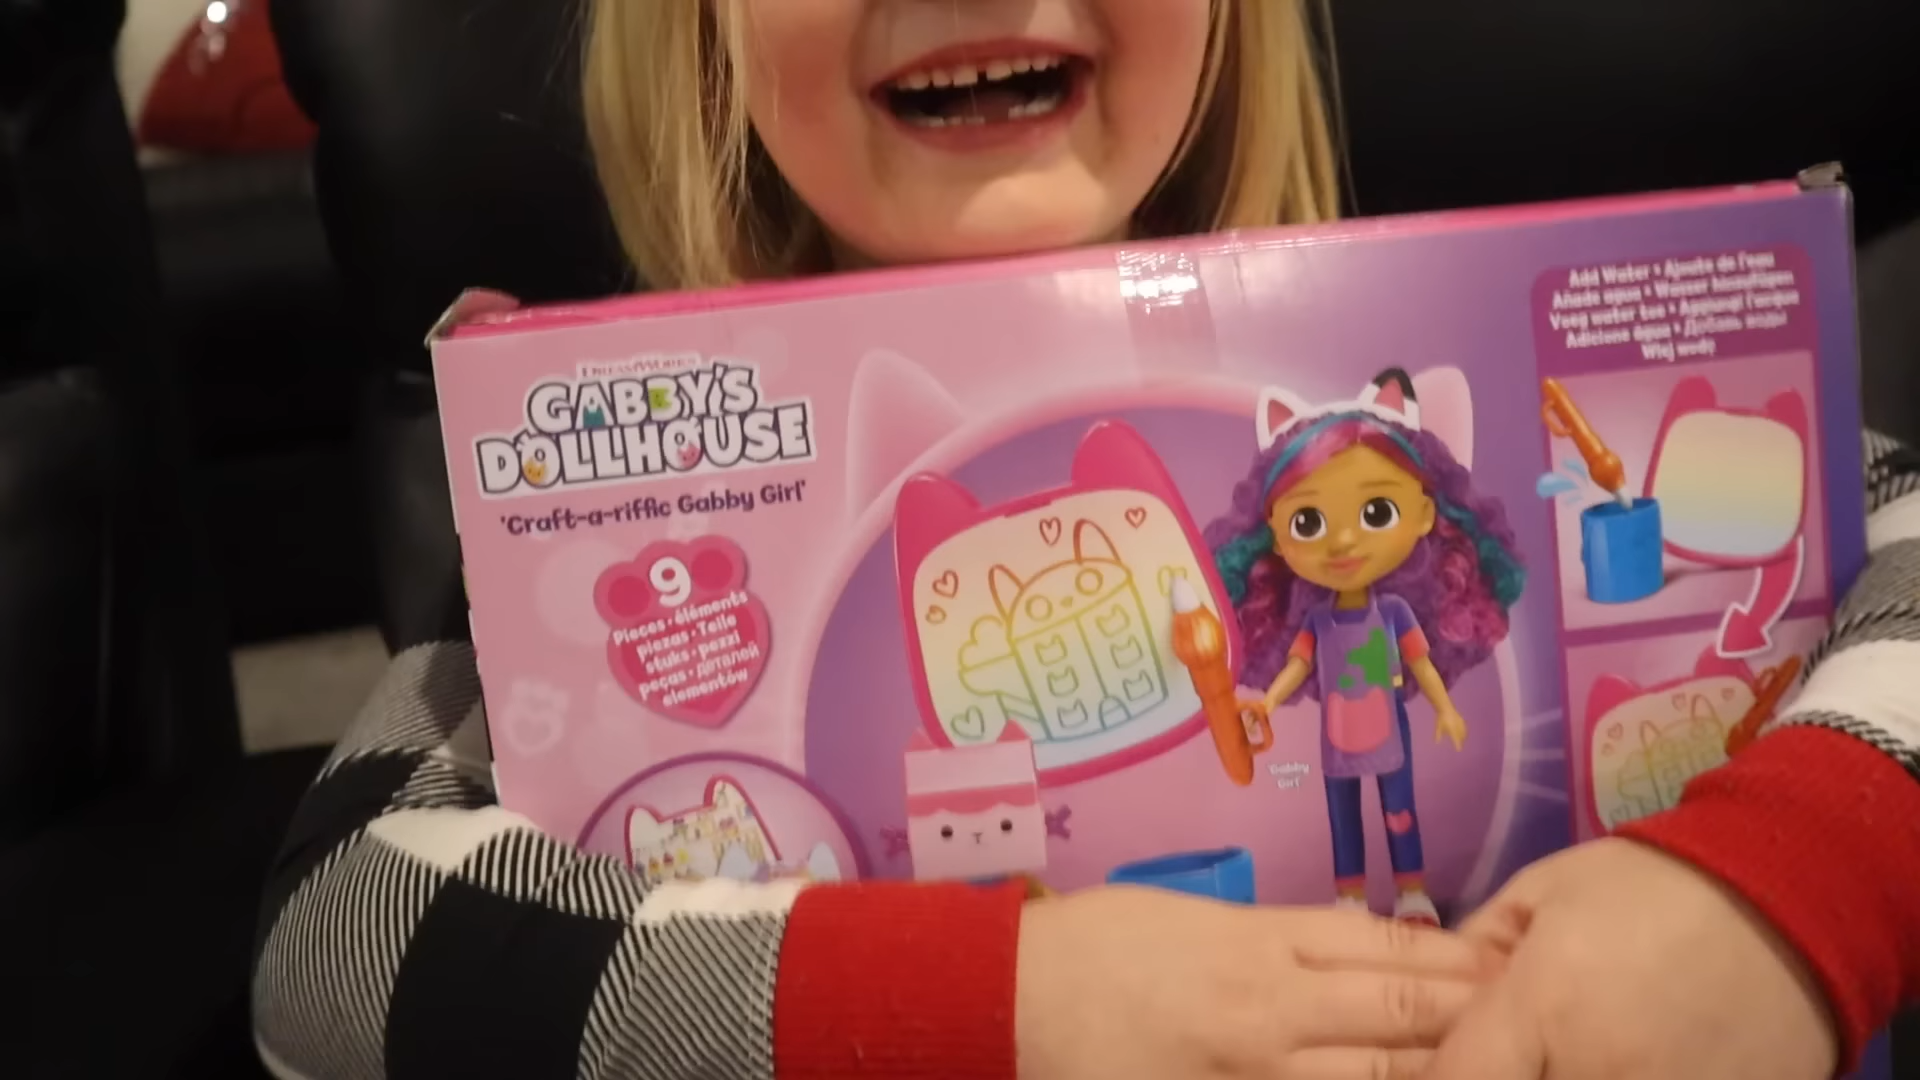 DREAMWORKS
GABBY'S
DOLLHOUSE
'Craft-a-riffic Gabby Girl'
9
Pieces • éléments
piezas • Teile
stuks • pezzi
peças • деталей
elementów
'Gabby
Girl'
Add Water • Ajoute de l'eau
Añade agua • Wasser hinzufügen
Voeg water toe • Aggiungi l'acqua
Adicione água • Добавь воды
Wlej wodę